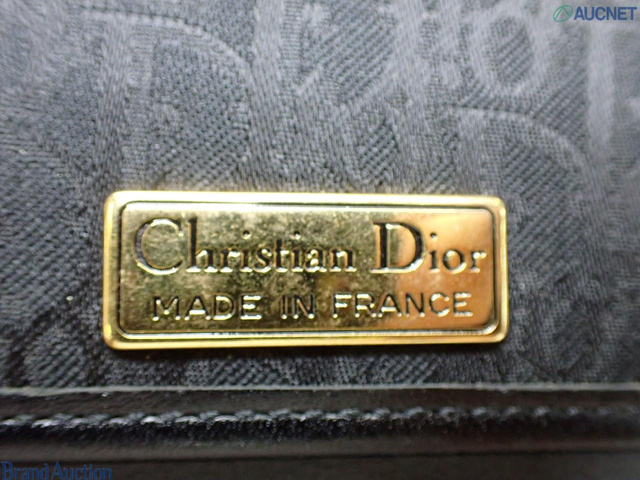 AUCNET
Christian Dior
MADE IN FRANCE
Brand Auction